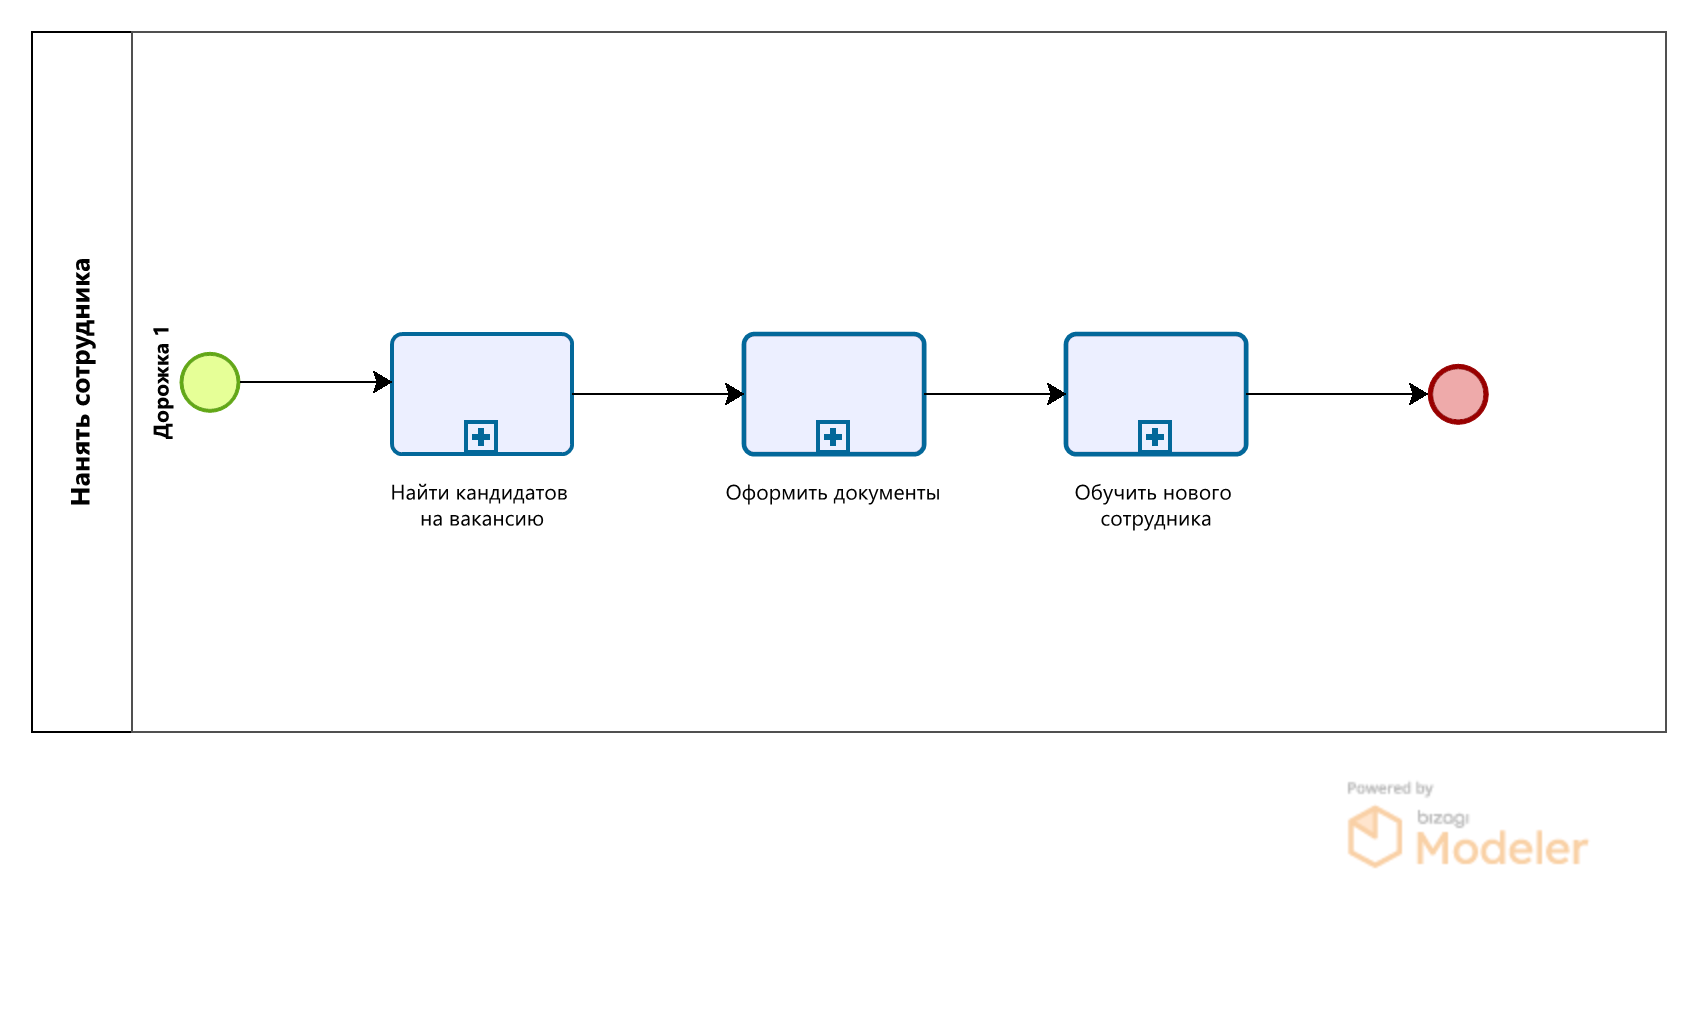 Нанять сотрудника
Дорожка 1
Найти кандидатов
на вакансию
Оформить документы
Обучить нового
сотрудника
Powered by
bizagi
Modeler